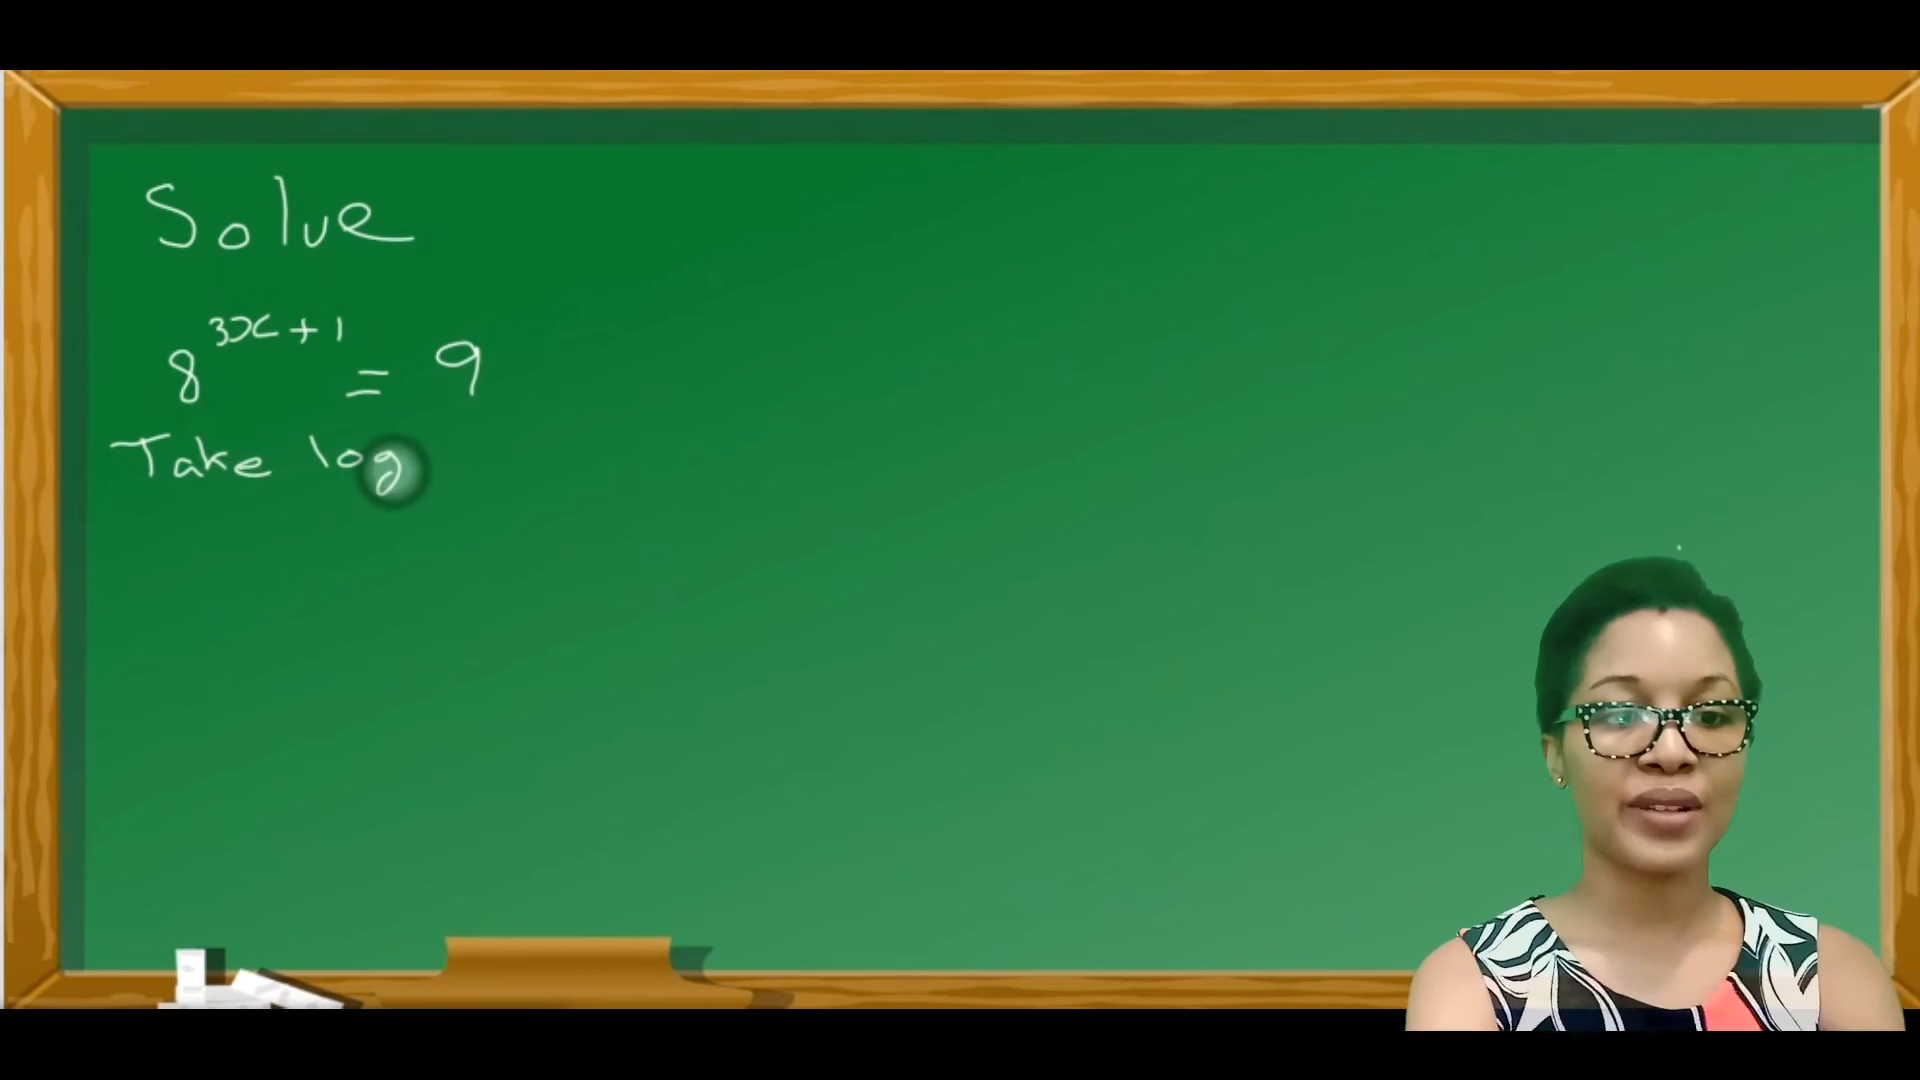 Solve
8^{3x+1} = 9
Take log